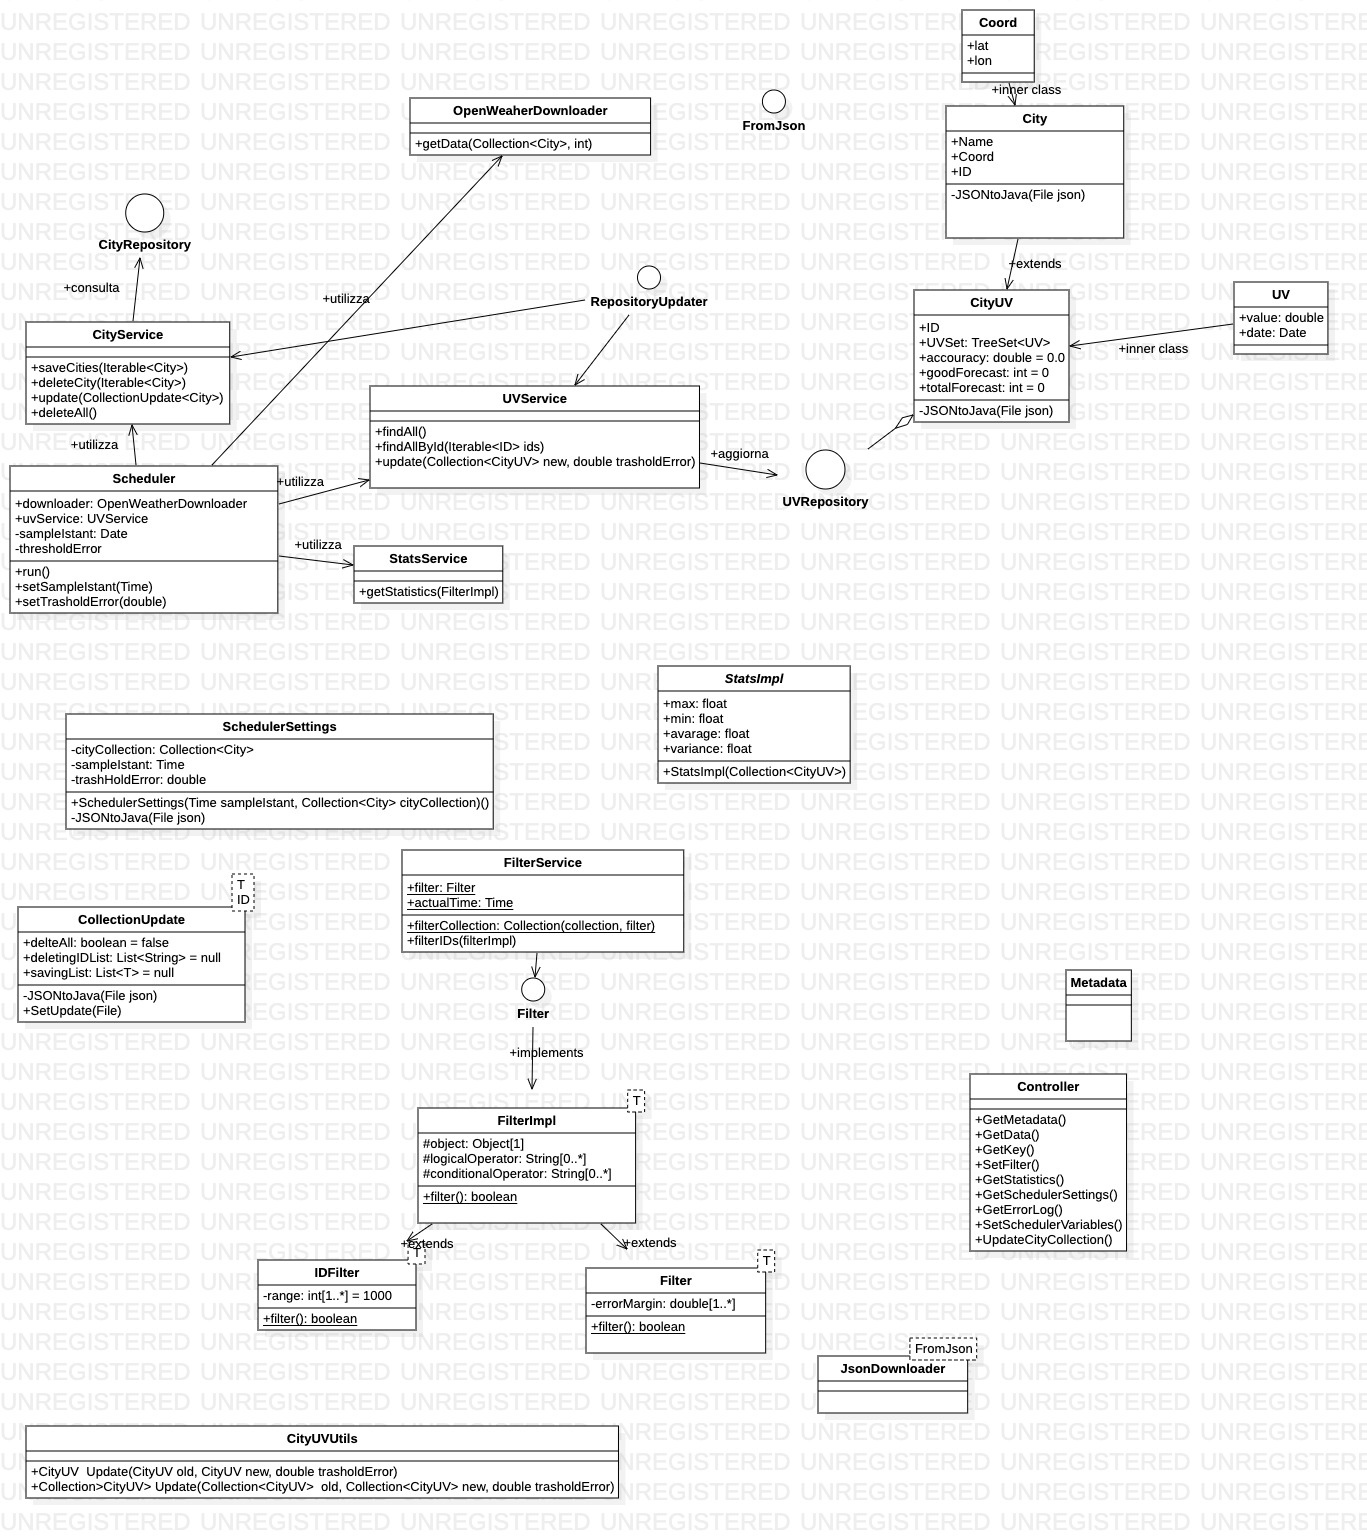 Coord
+lat
+lon
+inner class
City
+Name
+Coord
+ID
-JSONtoJava(File json)
+extends
OpenWeaherDownloader
+getData(Collection<City>, int)
FromJson
CityRepository
+consulta
+utilizza
RepositoryUpdater
CityUV
+ID
+UVSet: TreeSet<UV>
+accouracy: double = 0.0
+goodForecast: int = 0
+totalForecast: int = 0
-JSONtoJava(File json)
UV
+value: double
+date: Date
+inner class
CityService
+saveCities(Iterable<City>)
+deleteCity(Iterable<City>)
+update(CollectionUpdate<City>)
+deleteAll()
+utilizza
UVService
+findAll()
+findAllById(Iterable<ID> ids)
+update(Collection<CityUV> new, double trasholdError)
+aggiorna
UVRepository
Scheduler
+downloader: OpenWeatherDownloader
+uvService: UVService
-sampleIstant: Date
-thresholdError
+run()
+setSampleIstant(Time)
+setTrasholdError(double)
+utilizza
+utilizza
StatsService
+getStatistics(FilterImpl)
StatsImpl
+max: float
+min: float
+avarage: float
+variance: float
+StatsImpl(Collection<CityUV>)
SchedulerSettings
-cityCollection: Collection<City>
-sampleIstant: Time
-trashHoldError: double
+SchedulerSettings(Time sampleIstant, Collection<City> cityCollection)()
-JSONtoJava(File json)
FilterService
+filter: Filter
+actualTime: Time
+filterCollection: Collection(collection, filter)
+filterIDs(filterImpl)
T
ID
CollectionUpdate
+delteAll: boolean = false
+deletingIDList: List<String> = null
+savingList: List<T> = null
-JSONtoJava(File json)
+SetUpdate(File)
Filter
+implements
Metadata
Controller
+GetMetadata()
+GetData()
+GetKey()
+SetFilter()
+GetStatistics()
+GetSchedulerSettings()
+GetErrorLog()
+SetSchedulerVariables()
+UpdateCityCollection()
T
FilterImpl
#object: Object[1]
#logicalOperator: String[0..*]
#conditionalOperator: String[0..*]
+filter(): boolean
+extends
+extends
T
IDFilter
-range: int[1..*] = 1000
+filter(): boolean
T
Filter
-errorMargin: double[1..*]
+filter(): boolean
FromJson
JsonDownloader
CityUVUtils
+CityUV  Update(CityUV old, CityUV new, double trasholdError)
+Collection>CityUV> Update(Collection<CityUV>  old, Collection<CityUV> new, double trasholdError)